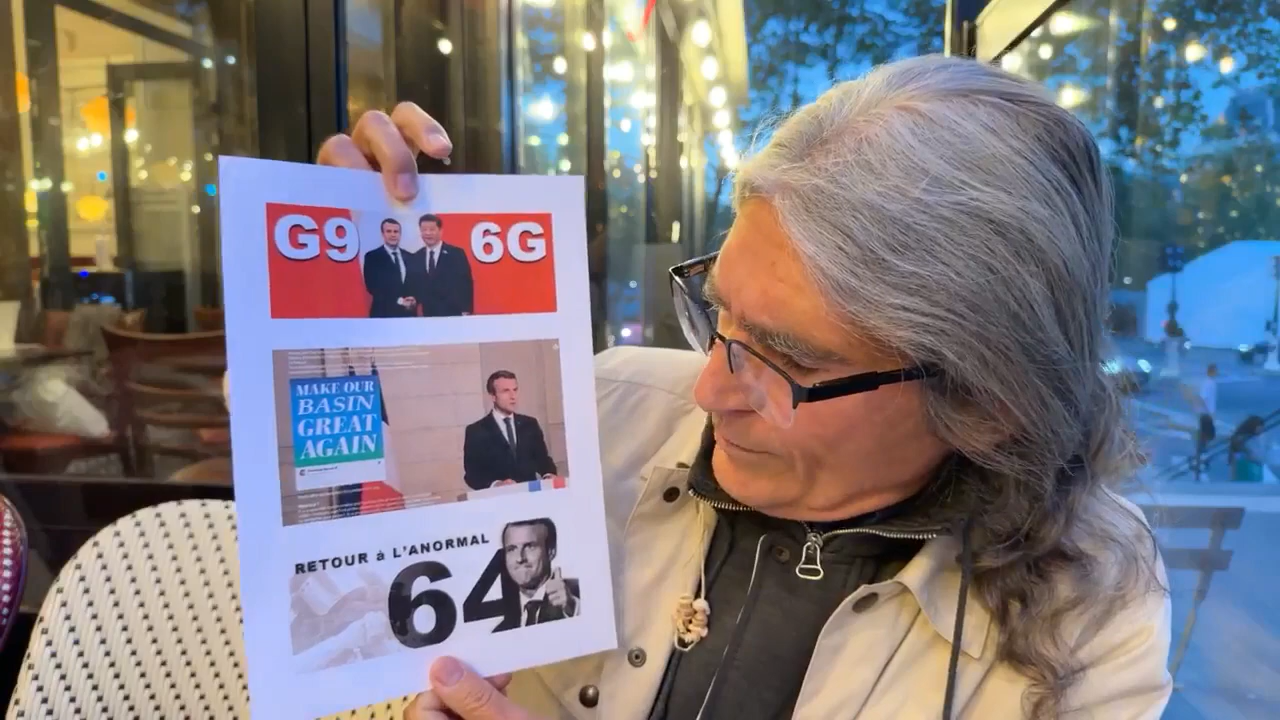 G9 6G
MAKE OUR
BASIN
GREAT
AGAIN
RETOUR à L'ANORMAL
64